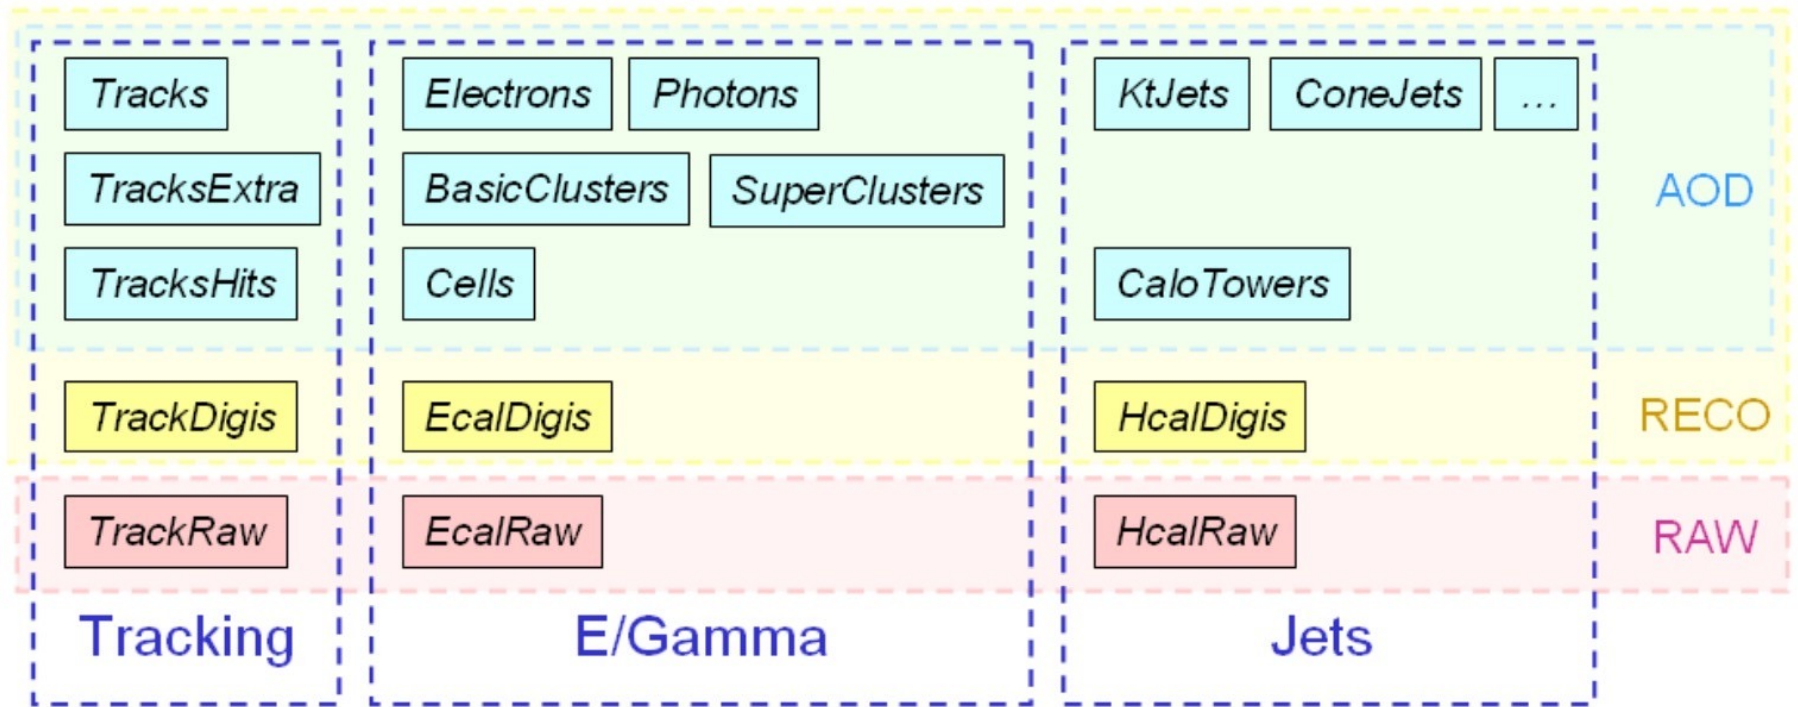 Tracks Electrons Photons KtJets ConeJets ...
TracksExtra BasicClusters SuperClusters AOD
TracksHits Cells CaloTowers
TrackDigis EcalDigis HcalDigis RECO
TrackRaw EcalRaw HcalRaw RAW
Tracking E/Gamma Jets